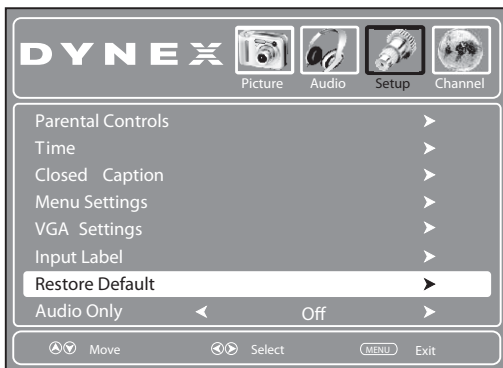 DYNEX
Picture Audio Setup Channel
Parental Controls
Time
Closed Caption
Menu Settings
VGA Settings
Input Label
Restore Default
Audio Only Off
Move Select MENU Exit